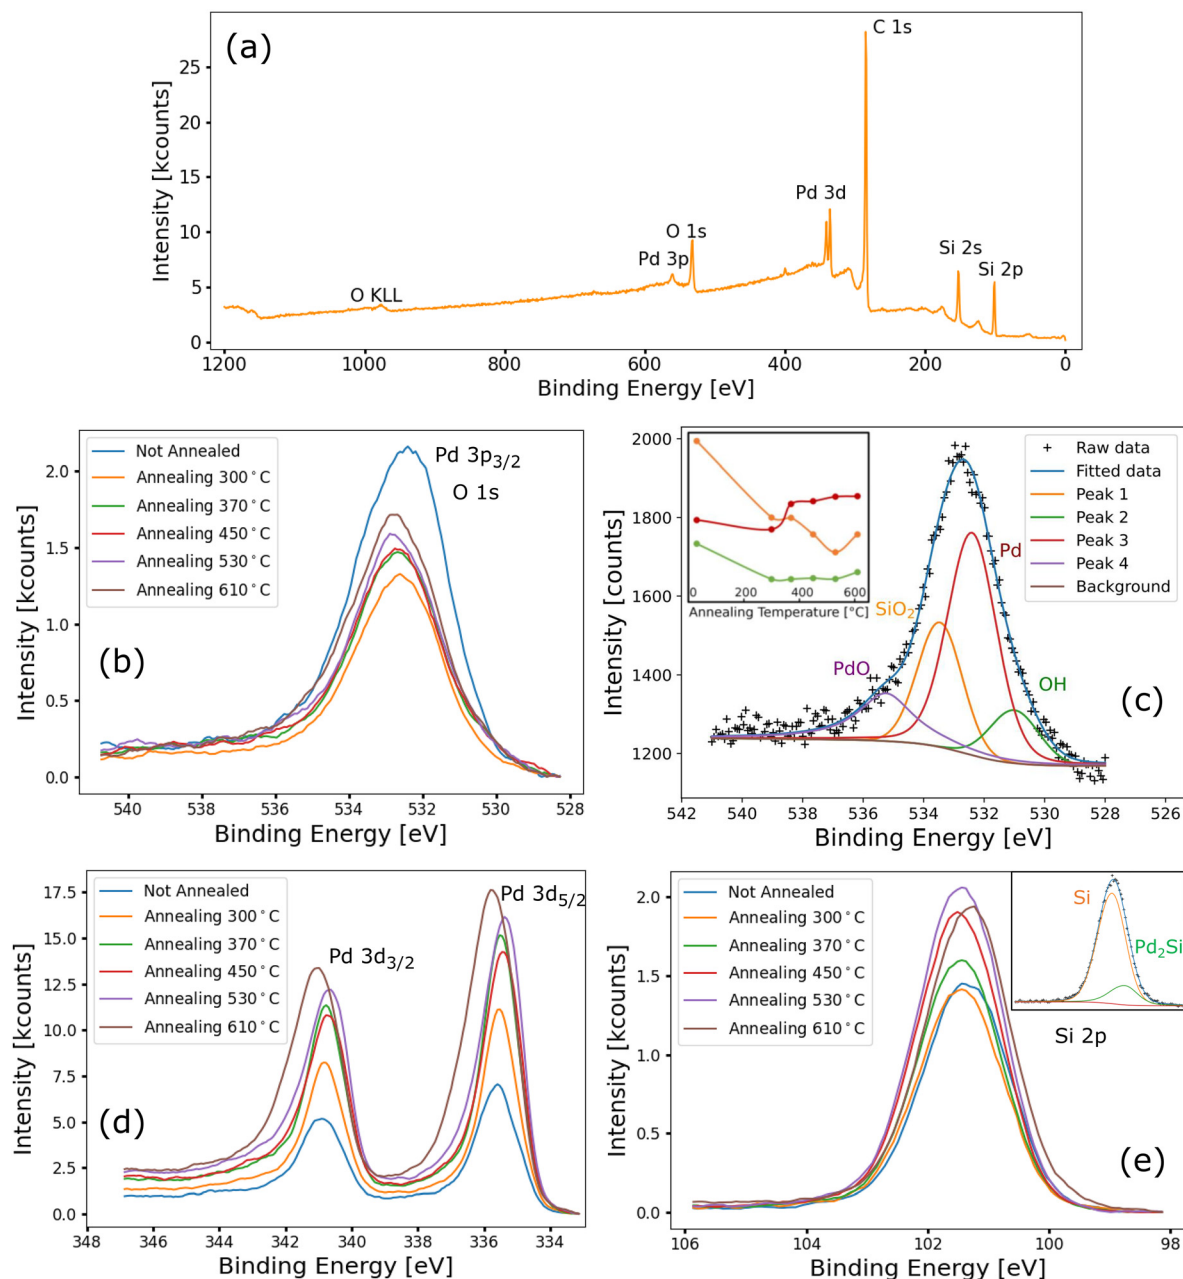 (a)
C 1s
Pd 3d
O 1s
Pd 3p
O KLL
Si 2s
Si 2p
25
20
15
10
5
0
Intensity [kcounts]
1200 1000 800 600 400 200 0
Binding Energy [eV]
Not Annealed
Annealing 300°C
Annealing 370°C
Annealing 450°C
Annealing 530°C
Annealing 610°C
Pd 3p3/2
O 1s
(b)
2.0
1.5
1.0
0.5
0.0
Intensity [kcounts]
540 538 536 534 532 530 528
Binding Energy [eV]
2000
1800
1600
1400
1200
Intensity [counts]
0 200 400 600
Annealing Temperature [°C]
Raw data
Fitted data
Peak 1
Peak 2
Peak 3
Peak 4
Background
Pd
SiO2
PdO
OH
(c)
542 540 538 536 534 532 530 528 526
Binding Energy [eV]
Not Annealed
Annealing 300°C
Annealing 370°C
Annealing 450°C
Annealing 530°C
Annealing 610°C
Pd 3d5/2
Pd 3d3/2
(d)
17.5
15.0
12.5
10.0
7.5
5.0
2.5
0.0
Intensity [kcounts]
348 346 344 342 340 338 336 334
Binding Energy [eV]
Not Annealed
Annealing 300°C
Annealing 370°C
Annealing 450°C
Annealing 530°C
Annealing 610°C
Si
Pd2Si
Si 2p
(e)
2.0
1.5
1.0
0.5
0.0
Intensity [kcounts]
106 104 102 100 98
Binding Energy [eV]